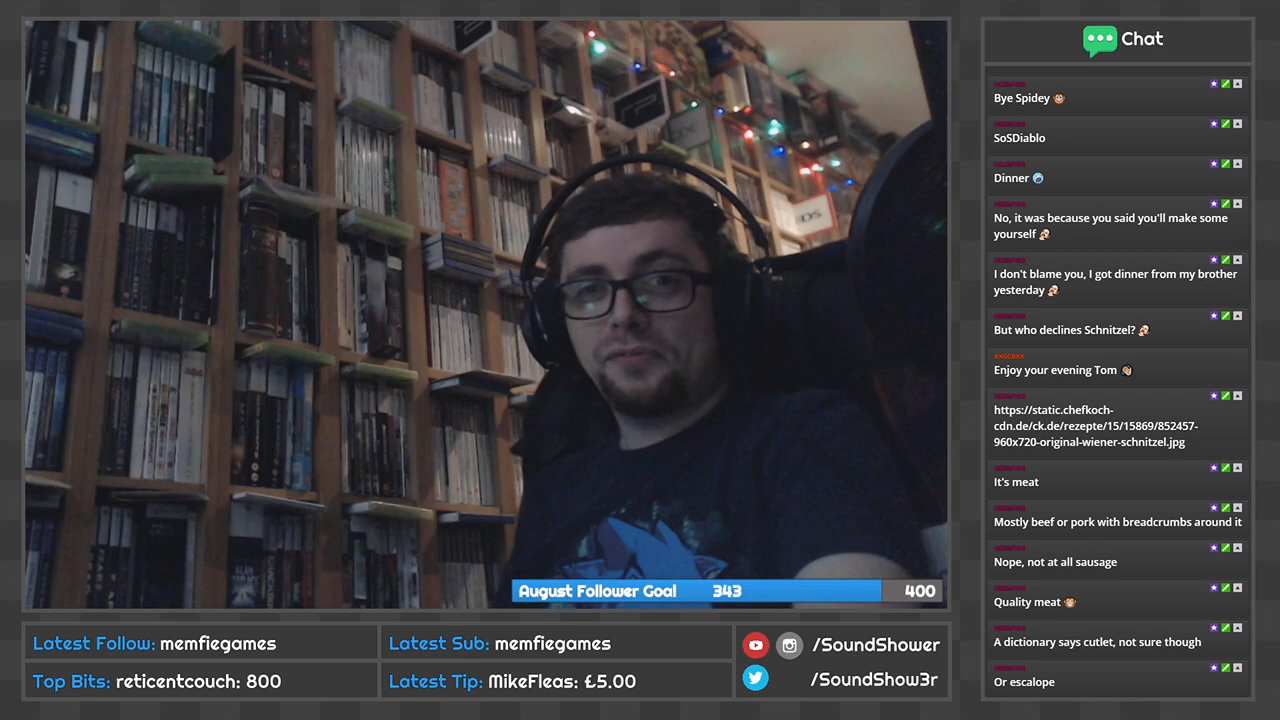 Chat
Bye Spidey
SoSDiablo
Dinner
No, it was because you said you'll make some
yourself
I don't blame you, I got dinner from my brother
yesterday
But who declines Schnitzel?
XXGCBXX
Enjoy your evening Tom
https://static.chefkoch-
cdn.de/ck.de/rezepte/15/15869/852457-
960x720-original-wiener-schnitzel.jpg
It's meat
Mostly beef or pork with breadcrumbs around it
Nope, not at all sausage
Quality meat
A dictionary says cutlet, not sure though
Or escalope
DS
August Follower Goal 343 400
Latest Follow: memfiegames
Latest Sub: memfiegames
/SoundShower
Top Bits: reticentcouch: 800
Latest Tip: MikeFleas: £5.00
/SoundShow3r